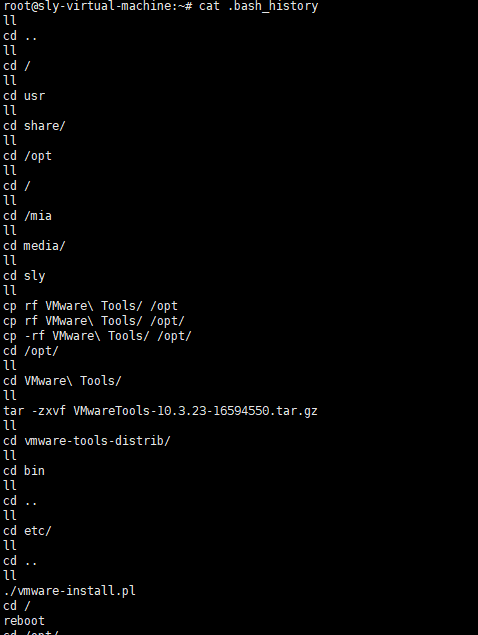 root@sly-virtual-machine:~# cat .bash_history
ll
cd ..
ll
cd /
ll
cd usr
ll
cd share/
ll
cd /opt
ll
cd /
ll
cd /mia
ll
cd media/
ll
cd sly
ll
cp rf VMware\ Tools/ /opt
cp rf VMware\ Tools/ /opt/
cp -rf VMware\ Tools/ /opt/
cd /opt/
ll
cd VMware\ Tools/
ll
tar -zxvf VMwareTools-10.3.23-16594550.tar.gz
ll
cd vmware-tools-distrib/
ll
cd bin
ll
cd ..
ll
cd etc/
ll
cd ..
ll
./vmware-install.pl
cd /
reboot
cd /opt/